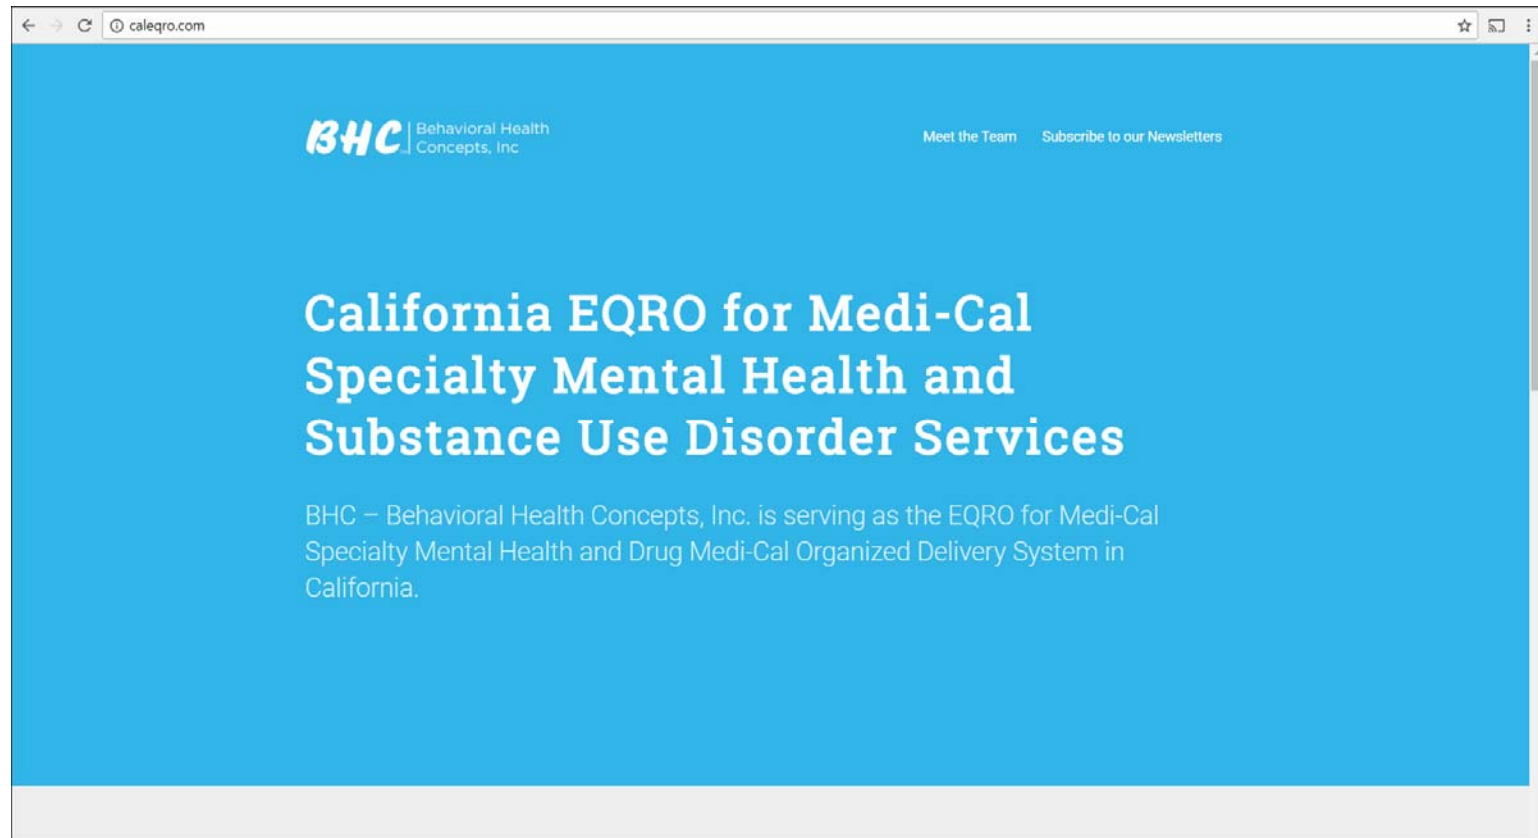 caleqro.com
BHC Behavioral Health
Concepts, Inc
Meet the Team Subscribe to our Newsletters
California EQRO for Medi-Cal
Specialty Mental Health and
Substance Use Disorder Services
BHC – Behavioral Health Concepts, Inc. is serving as the EQRO for Medi-Cal
Specialty Mental Health and Drug Medi-Cal Organized Delivery System in
California.